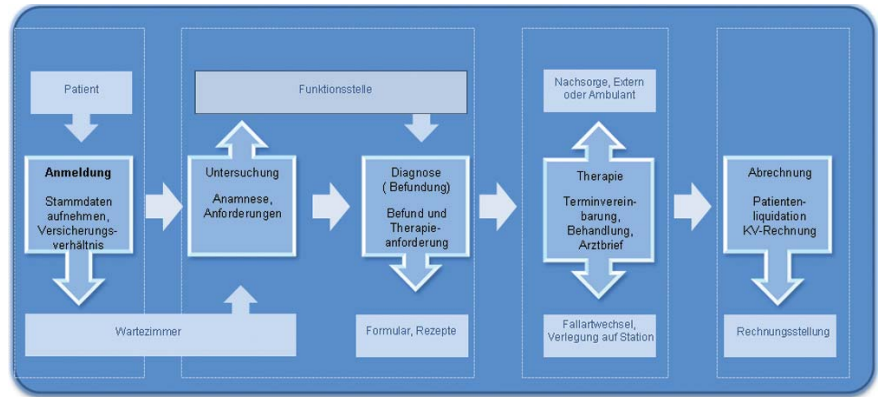 Patient
Funktionsstelle
Nachsorge, Extern
oder Ambulant
Anmeldung
Stammdaten
aufnehmen,
Versicherungs-
verhältnis
Untersuchung
Anamnese,
Anforderungen
Diagnose
( Befundung)
Befund und
Therapie-
anforderung
Therapie
Terminverein-
barung,
Behandlung,
Arztbrief
Abrechnung
Patienten-
liquidation
KV-Rechnung
Wartezimmer
Formular, Rezepte
Fallartwechsel,
Verlegung auf Station
Rechnungsstellung